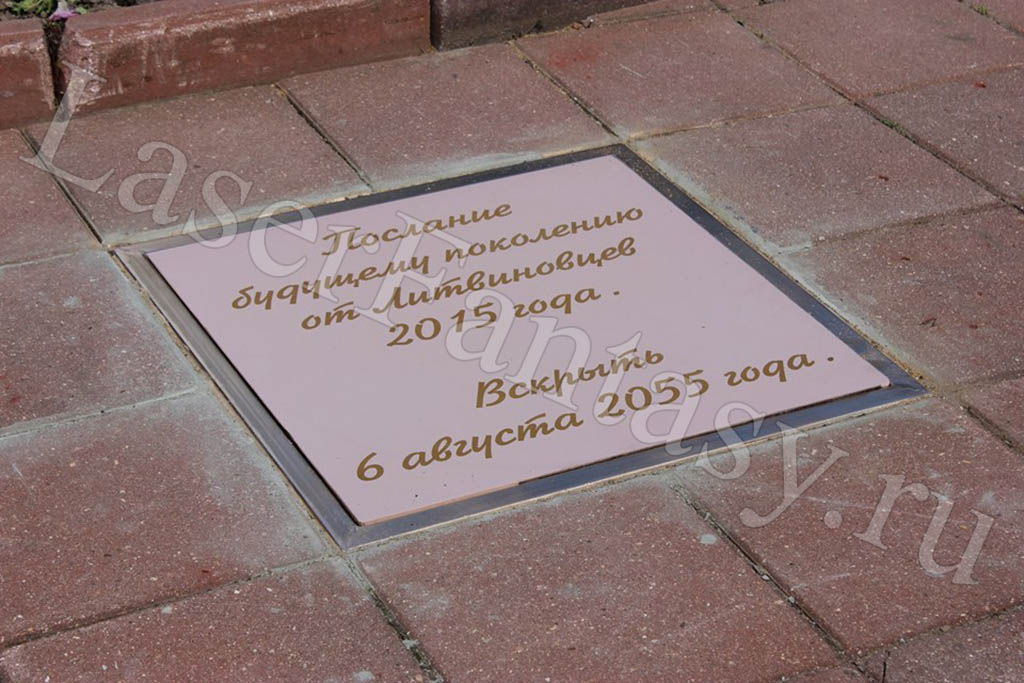 Послание
будущему поколению
от Литвиновцев
2015 года .
Вскрыть
6 августа 2055 года .
LaserFantasy.ru